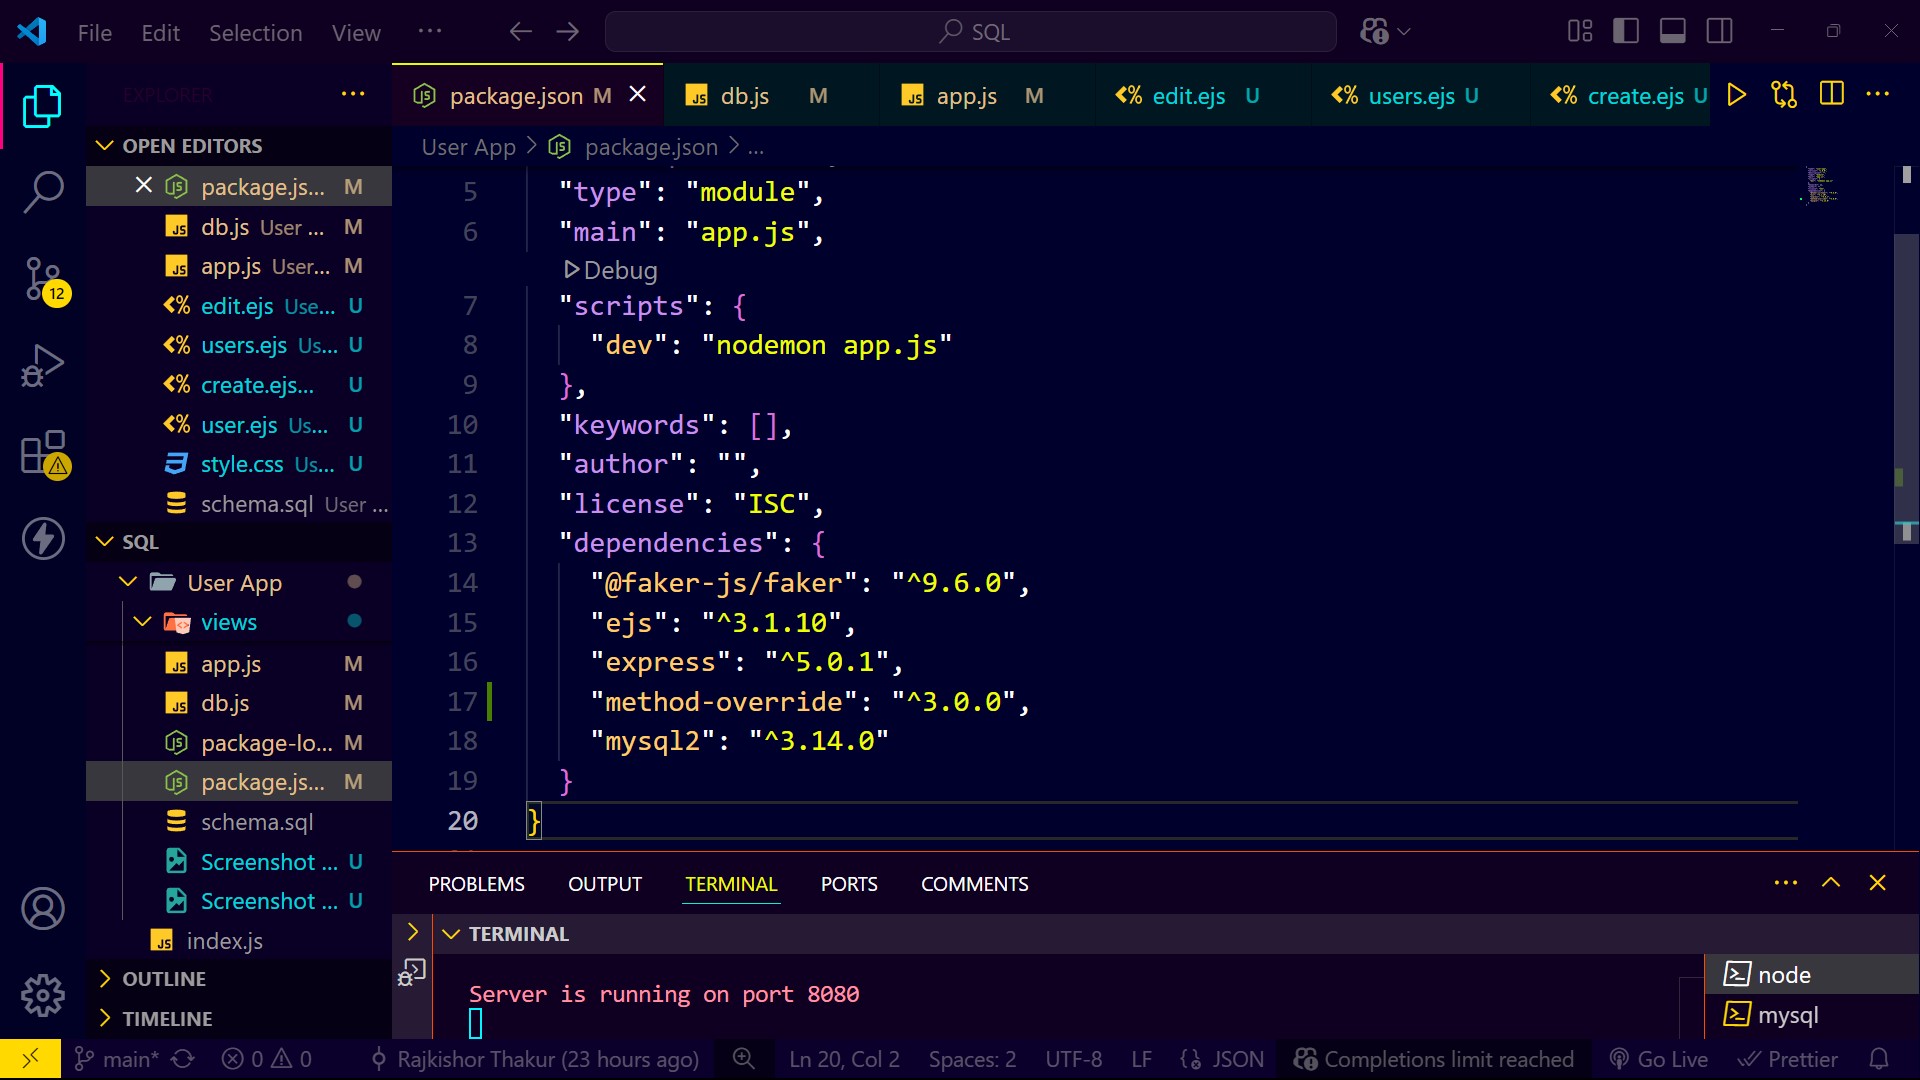 File Edit Selection View ... SQL
EXPLORER ...
package.json M
db.js M
app.js M
edit.ejs U
users.ejs U
create.ejs U
User App > package.json > ...
OPEN EDITORS
package.js... M
db.js User ... M
app.js User... M
edit.ejs Use... U
users.ejs Us... U
create.ejs... U
user.ejs Us... U
style.css Us... U
schema.sql User ...
12
SQL
User App
views
app.js M
db.js M
package-lo... M
package.js... M
schema.sql
Screenshot ... U
Screenshot ... U
index.js
OUTLINE
TIMELINE
5 "type": "module",
6 "main": "app.js",
Debug
7 "scripts": {
8 "dev": "nodemon app.js"
9 },
10 "keywords": [],
11 "author": "",
12 "license": "ISC",
13 "dependencies": {
14 "@faker-js/faker": "^9.6.0",
15 "ejs": "^3.1.10",
16 "express": "^5.0.1",
17 "method-override": "^3.0.0",
18 "mysql2": "^3.14.0"
19 }
20 }
PROBLEMS OUTPUT TERMINAL PORTS COMMENTS
TERMINAL
Server is running on port 8080
node
mysql
main* 0 0 Rajkishor Thakur (23 hours ago) Ln 20, Col 2 Spaces: 2 UTF-8 LF {} JSON Completions limit reached Go Live Prettier